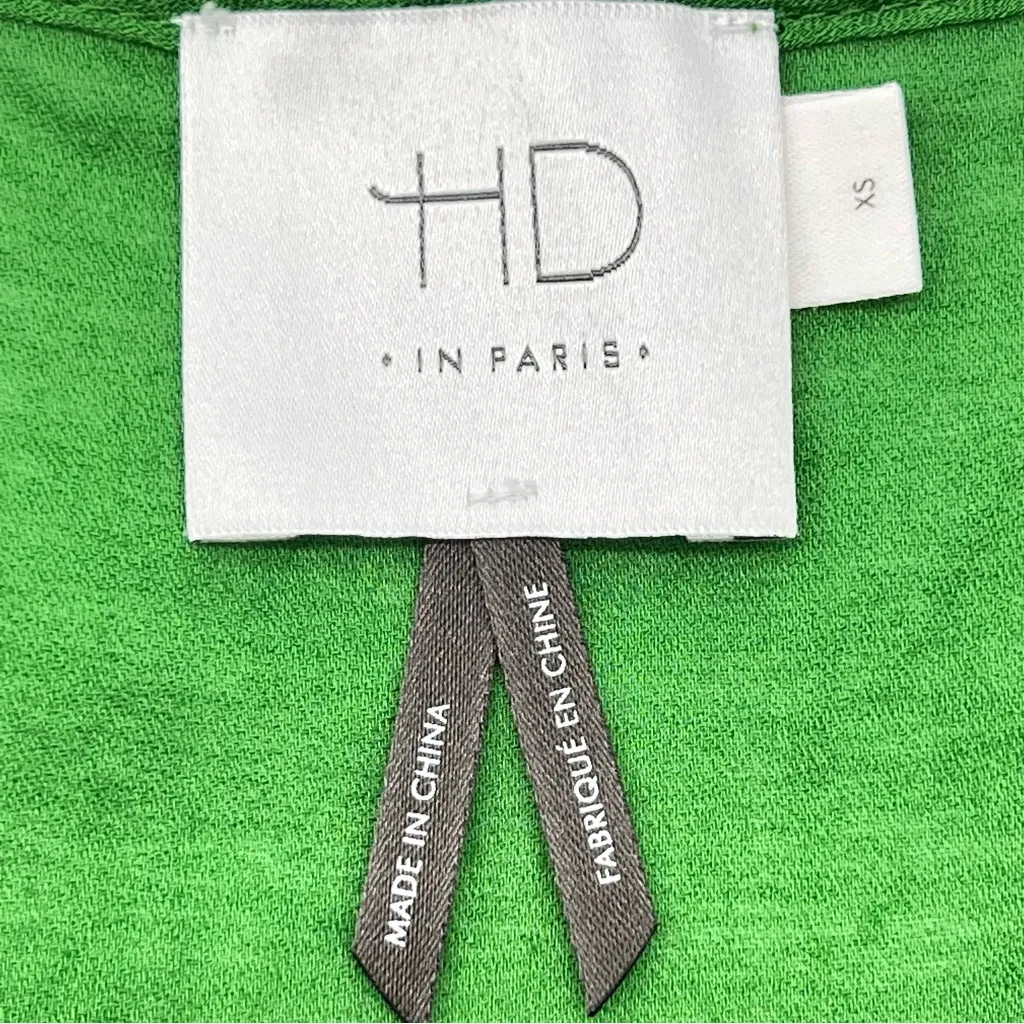 HD
• IN PARIS •
XS
MADE IN CHINA
FABRIQUÉ EN CHINE